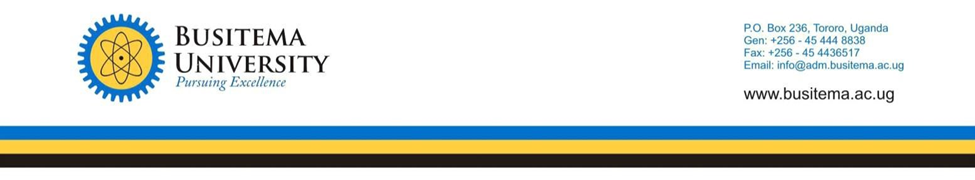 BUSITEMA
UNIVERSITY
Pursuing Excellence
P.O. Box 236, Tororo, Uganda
Gen: +256 - 45 444 8838
Fax: +256 - 45 4436517
Email: info@adm.busitema.ac.ug
www.busitema.ac.ug